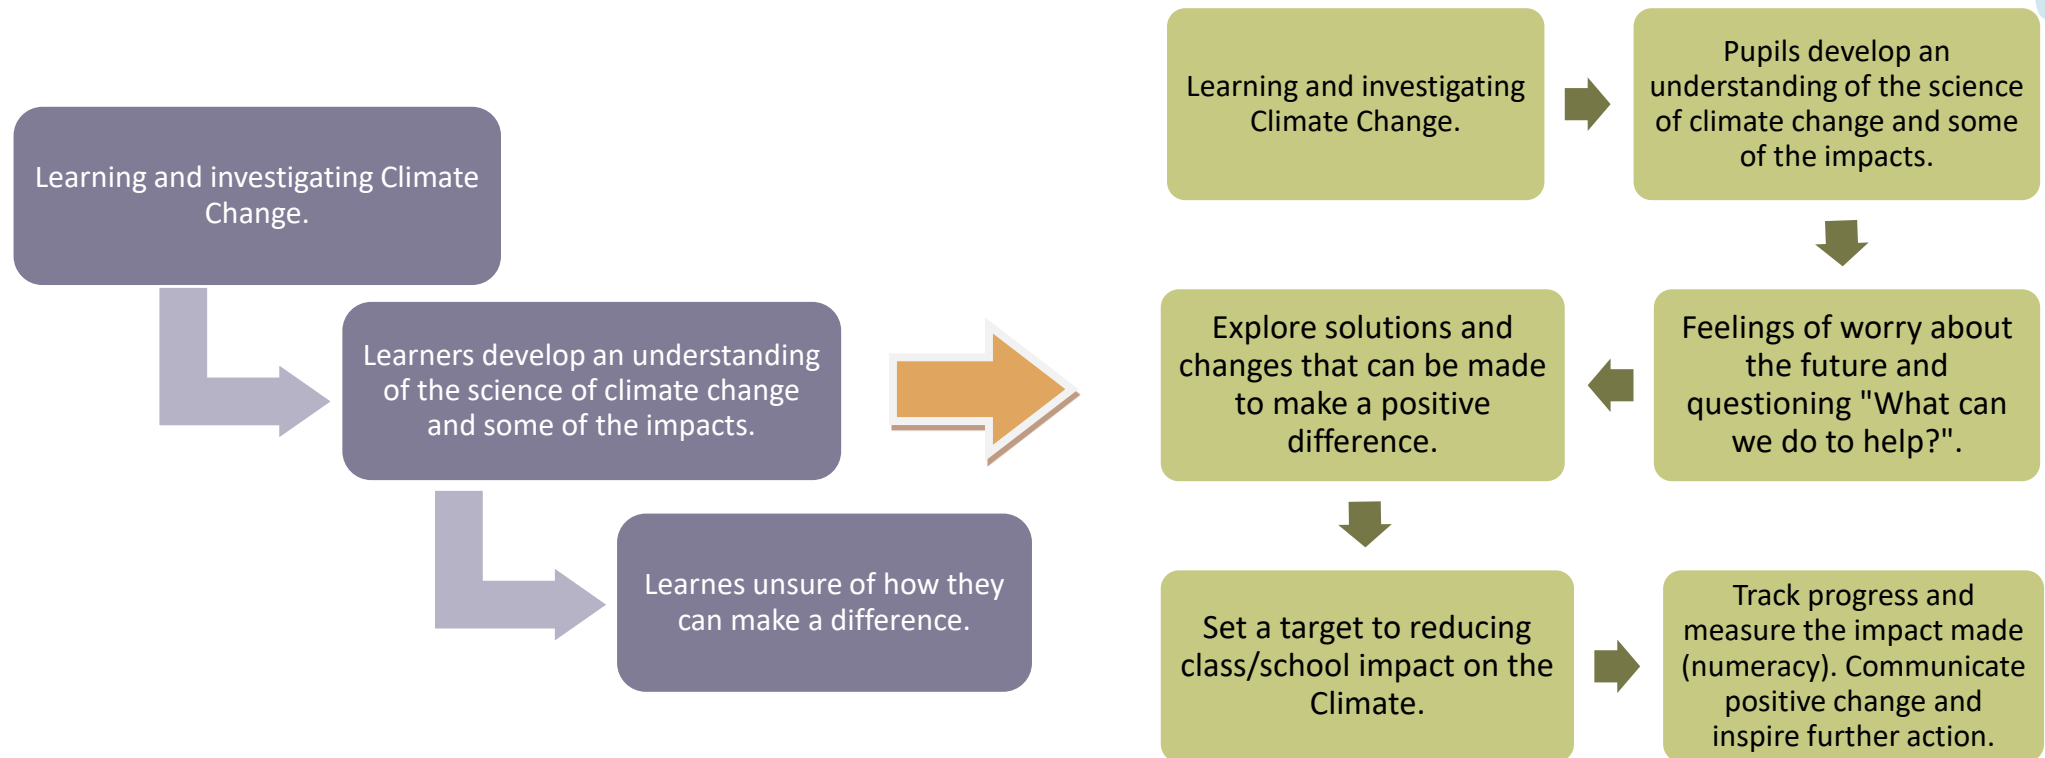 Learning and investigating Climate
Change.
Learners develop an understanding
of the science of climate change
and some of the impacts.
Learnes unsure of how they
can make a difference.
Learning and investigating
Climate Change.
Pupils develop an
understanding of the science
of climate change and some
of the impacts.
Feelings of worry about
the future and
questioning "What can
we do to help?".
Explore solutions and
changes that can be made
to make a positive
difference.
Set a target to reducing
class/school impact on the
Climate.
Track progress and
measure the impact made
(numeracy). Communicate
positive change and
inspire further action.